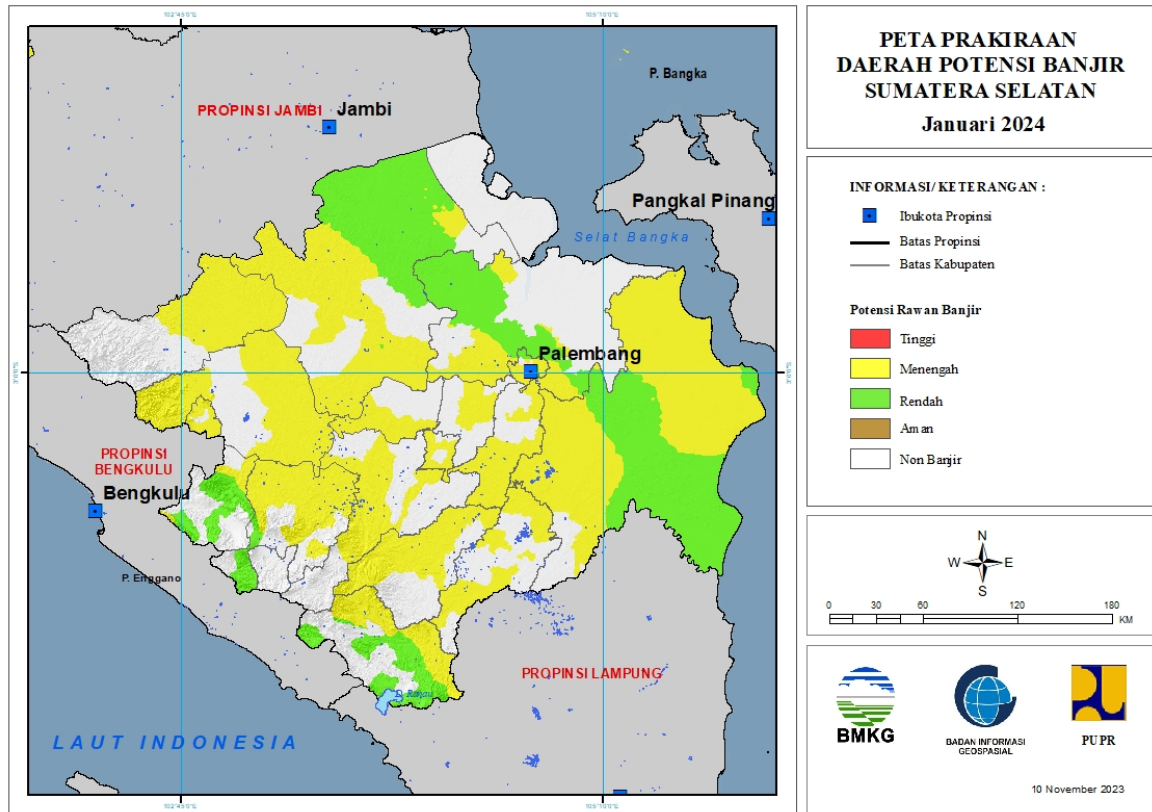 PETA PRAKIRAAN
DAERAH POTENSI BANJIR
SUMATERA SELATAN
Januari 2024
INFORMASI/ KETERANGAN :
Ibukota Propinsi
Batas Propinsi
Batas Kabupaten
Potensi Rawan Banjir
Tinggi
Menengah
Rendah
Aman
Non Banjir
N
W E
S
0 30 60 120 180
KM
BMKG
BADAN INFORMASI
GEOSPASIAL
PUPR
10 November 2023
P. Bangka
PROPINSI JAMBI
Jambi
Pangkal Pinang
Selat Bangka
Palembang
PROPINSI
BENGKULU
Bengkulu
P. Enggano
PROPINSI LAMPUNG
D. Ranau
LAUT INDONESIA